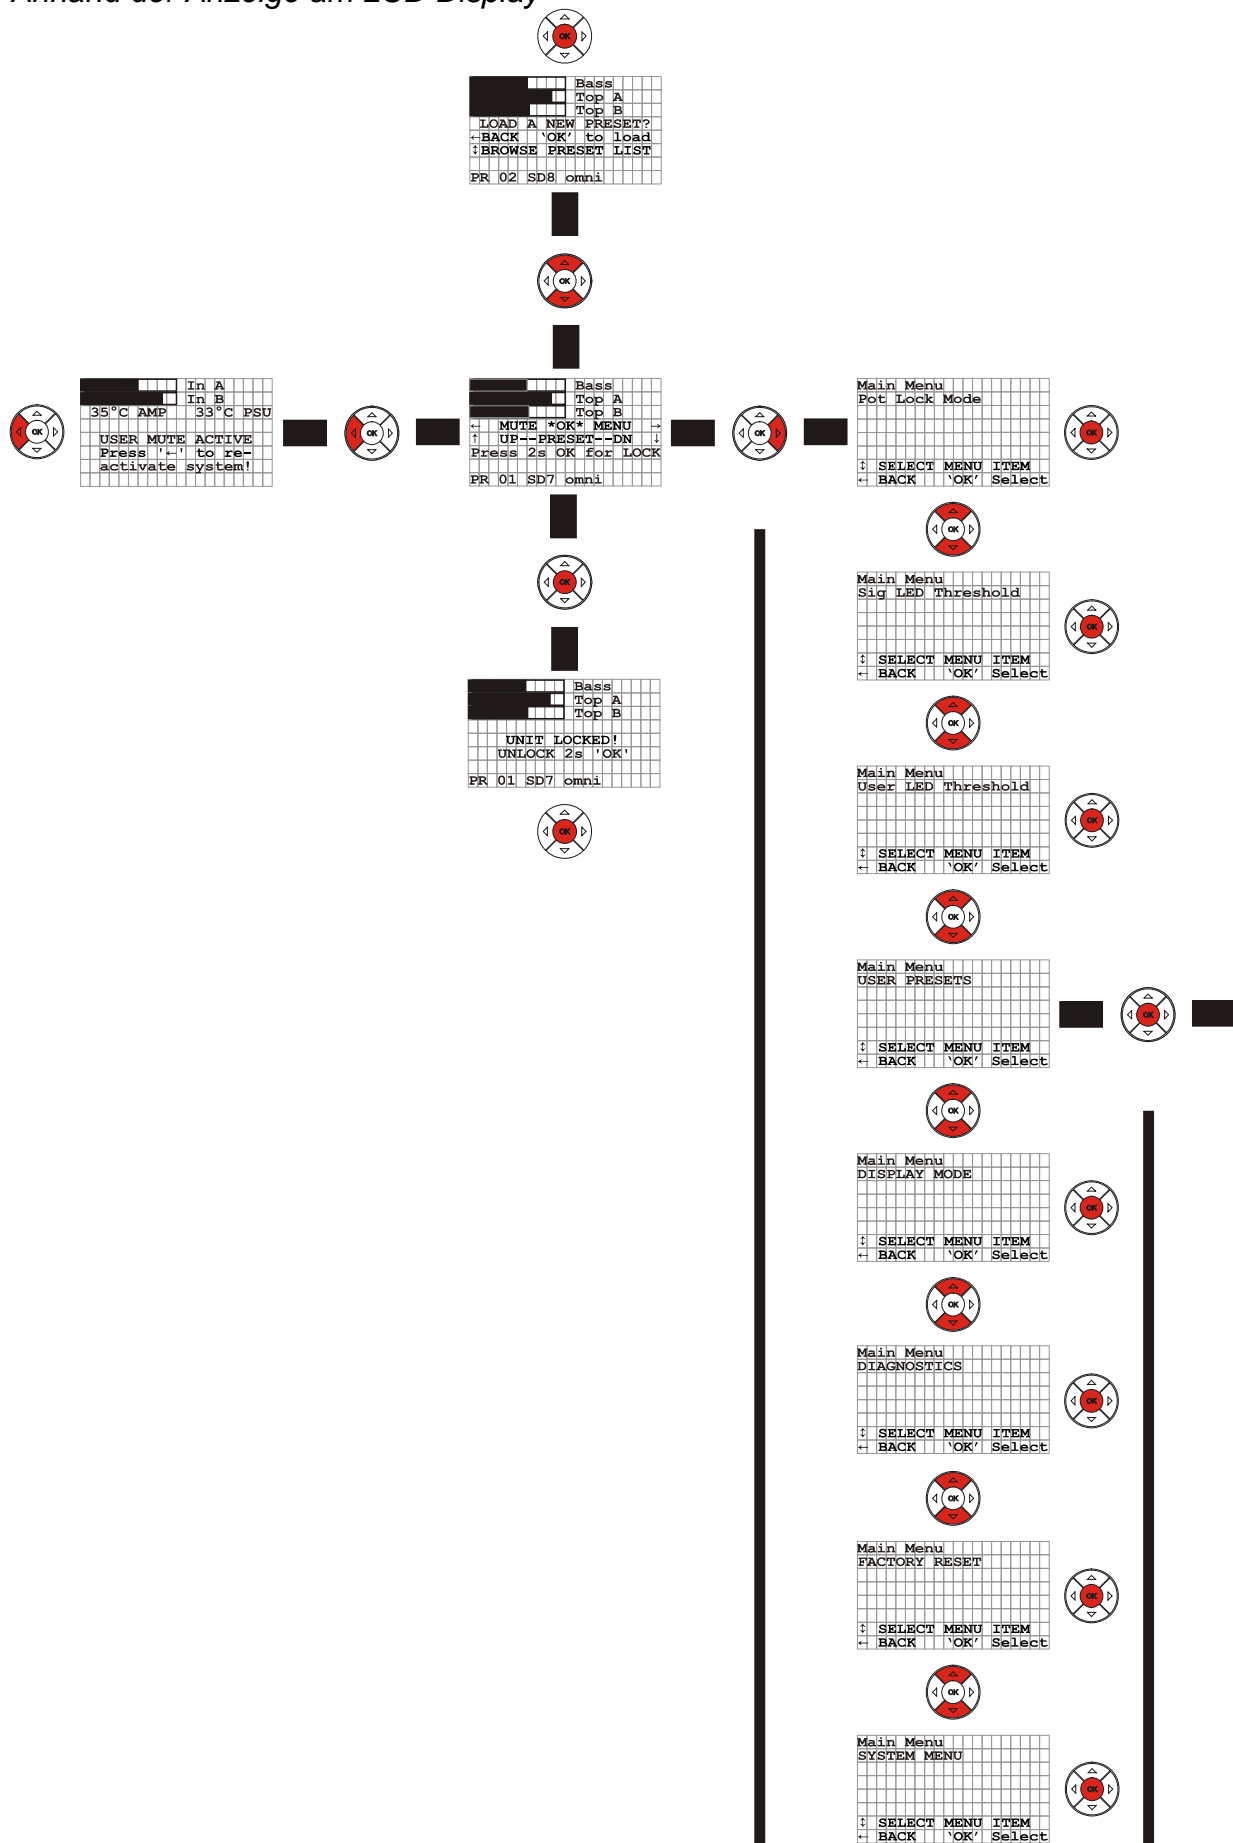 Anhand der Anzeige am LCD-Display
OK
Bass
Top A
Top B
LOAD A NEW PRESET?
←BACK 'OK' to load
↕BROWSE PRESET LIST
PR 02 SD8 omni
OK
In A
In B
35°C AMP 33°C PSU
USER MUTE ACTIVE
Press '←' to re-
activate system!
OK
OK
Bass
Top A
Top B
← MUTE *OK* MENU →
↑ UP--PRESET--DN ↓
Press 2s OK for LOCK
PR 01 SD7 omni
OK
Main Menu
Pot Lock Mode
↕ SELECT MENU ITEM
← BACK 'OK' Select
OK
OK
OK
Bass
Top A
Top B
UNIT LOCKED!
UNLOCK 2s 'OK'
PR 01 SD7 omni
OK
Main Menu
Sig LED Threshold
↕ SELECT MENU ITEM
← BACK 'OK' Select
OK
OK
Main Menu
User LED Threshold
↕ SELECT MENU ITEM
← BACK 'OK' Select
OK
OK
Main Menu
USER PRESETS
↕ SELECT MENU ITEM
← BACK 'OK' Select
OK
OK
Main Menu
DISPLAY MODE
↕ SELECT MENU ITEM
← BACK 'OK' Select
OK
OK
Main Menu
DIAGNOSTICS
↕ SELECT MENU ITEM
← BACK 'OK' Select
OK
OK
Main Menu
FACTORY RESET
↕ SELECT MENU ITEM
← BACK 'OK' Select
OK
OK
Main Menu
SYSTEM MENU
↕ SELECT MENU ITEM
← BACK 'OK' Select
OK